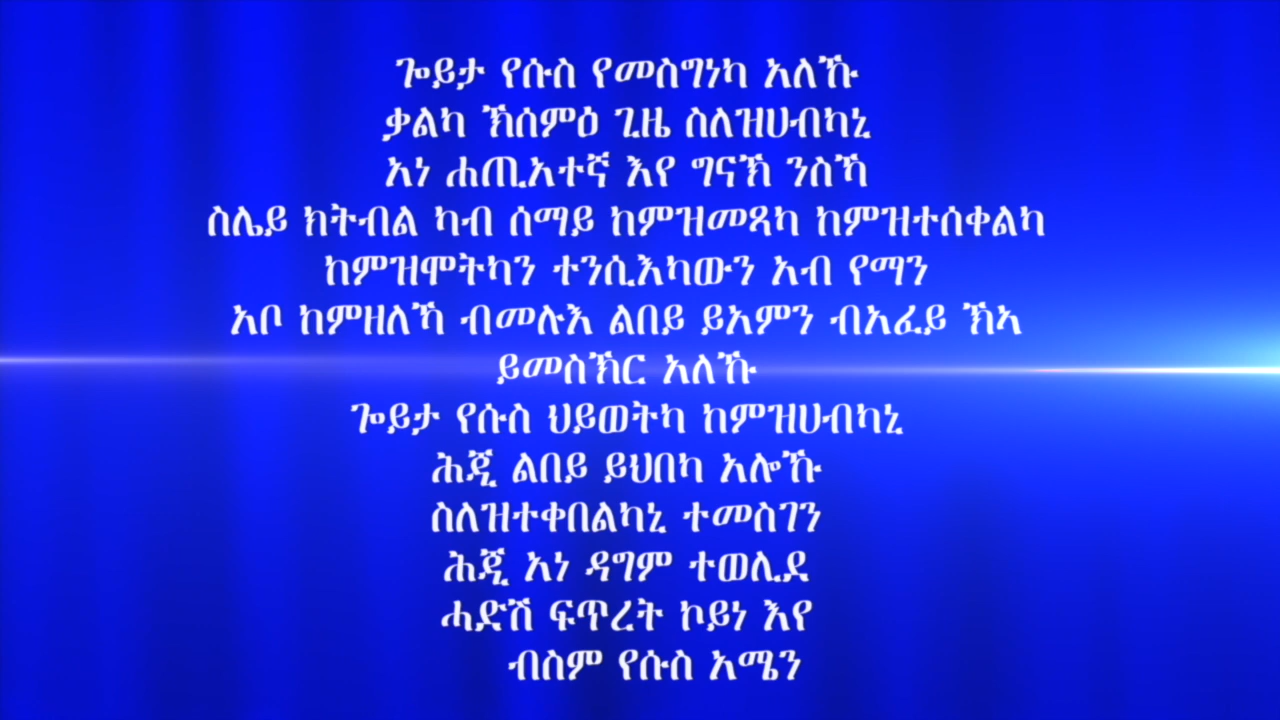 ጐይታ የሱስ የመስግነካ አለኹ
ቃልካ ኽሰምዕ ጊዜ ስለዝሀብካኒ
አነ ሐጢአተኛ እየ ግናኽ ንስኻ
ስሌይ ክትብል ካብ ሰማይ ከምዝመጻካ ከምዝተሰቀልካ
ከምዝሞትካን ተንሲእካውን አብ የማን
አቦ ከምዘለኻ ብመሉእ ልበይ ይአምን ብአፈይ ኽኣ
ይመስኽር አለኹ
ጐይታ የሱስ ህይወትካ ከምዝሀብካኒ
ሕጂ ልበይ ይህበካ አሎኹ
ስለዝተቀበልካኒ ተመስገን
ሕጂ አነ ዳግም ተወሊደ
ሓድሽ ፍጥረት ኮይነ እየ
ብስም የሱስ አሜን